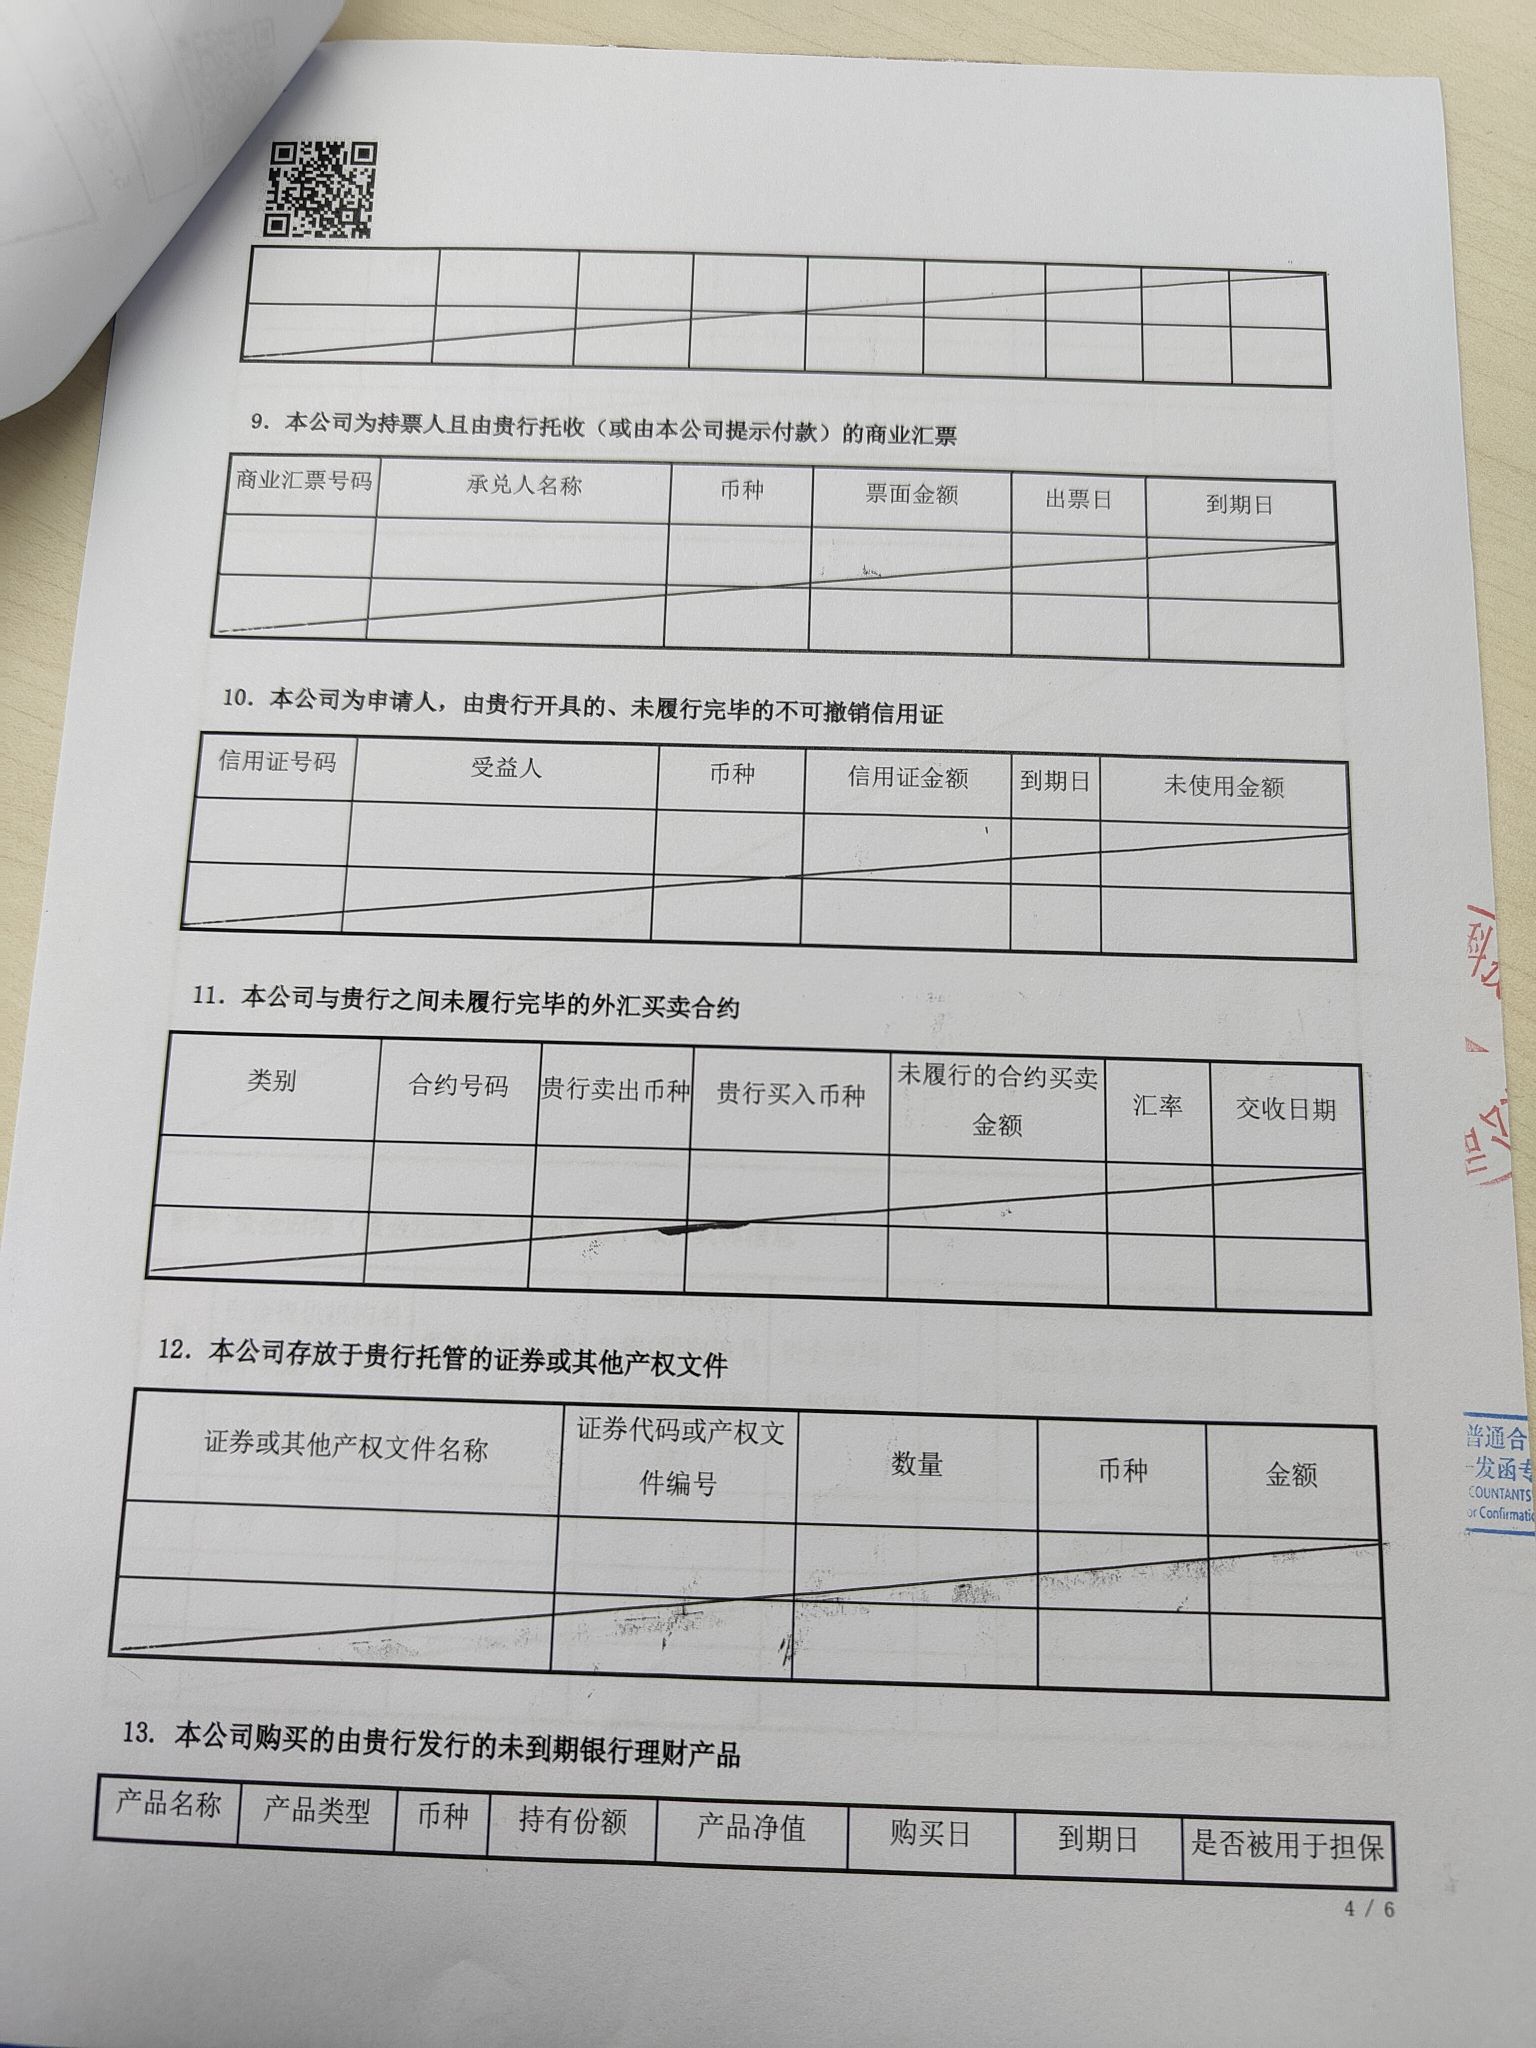 9. 本公司为持票人且由贵行托收（或由本公司提示付款）的商业汇票
商业汇票号码 承兑人名称 币种 票面金额 出票日 到期日
10. 本公司为申请人，由贵行开具的、未履行完毕的不可撤销信用证
信用证号码 受益人 币种 信用证金额 到期日 未使用金额
11. 本公司与贵行之间未履行完毕的外汇买卖合约
类别 合约号码 贵行卖出币种 贵行买入币种 未履行的合约买卖
金额 汇率 交收日期
12. 本公司存放于贵行托管的证券或其他产权文件
证券或其他产权文件名称 证券代码或产权文
件编号 数量 币种 金额
13. 本公司购买的由贵行发行的未到期银行理财产品
产品名称 产品类型 币种 持有份额 产品净值 购买日 到期日 是否被用于担保
4 / 6
科
公
普通合
发函专
COUNTANTS
or Confirmatio